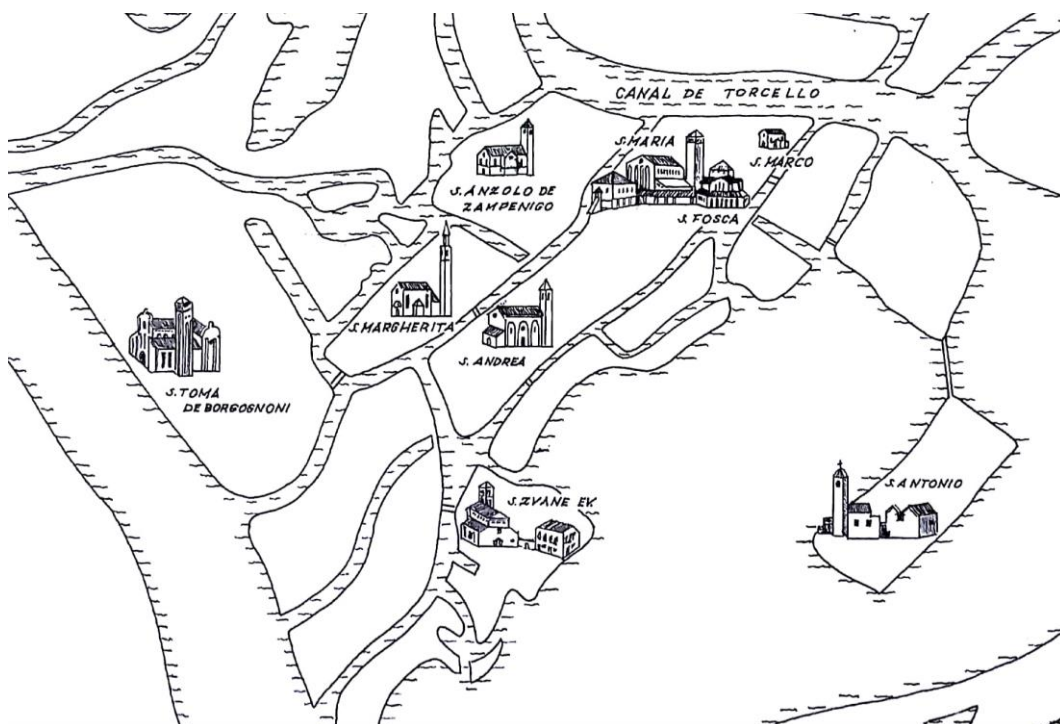 CANAL DE TORCELLO
S. MARIA
S. MARCO
S. ANZOLO DE
ZAMPENIGO
S. FOSCA
S. MARGHERITA
S. ANDREA
S. TOMA
DE BORGOGNONI
S. ZVANE EV.
S. ANTONIO